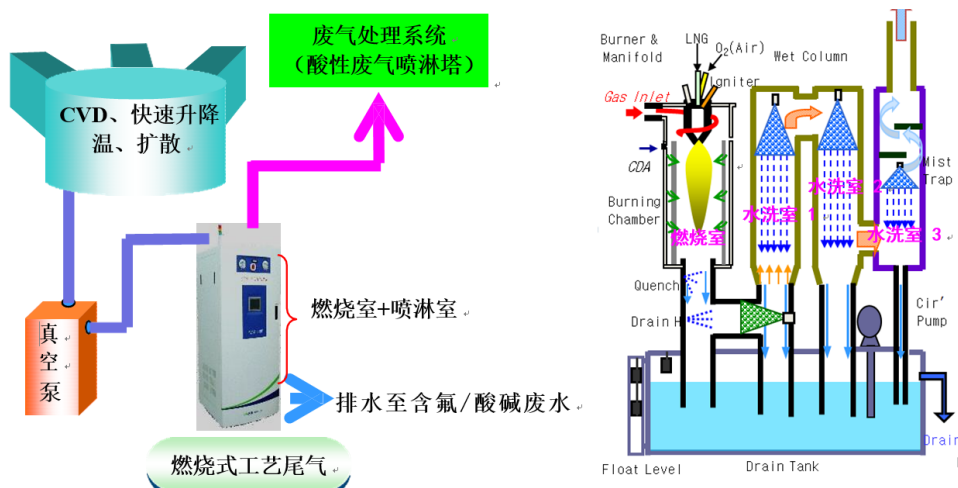 废气处理系统
（酸性废气喷淋塔）
CVD、快速升降
温、扩散
真
空
泵
燃烧室+喷淋室
排水至含氟/酸碱废水
燃烧式工艺尾气
Burner &
Manifold
LNG
O₂(Air)
Igniter
Wet Column
Gas Inlet
CDA
Burning
Chamber
燃烧室
水洗室 1
水洗室 2
水洗室 3
Mist
Trap
Quench
Drain H
Cir'
Pump
Drain
Float Level
Drain Tank